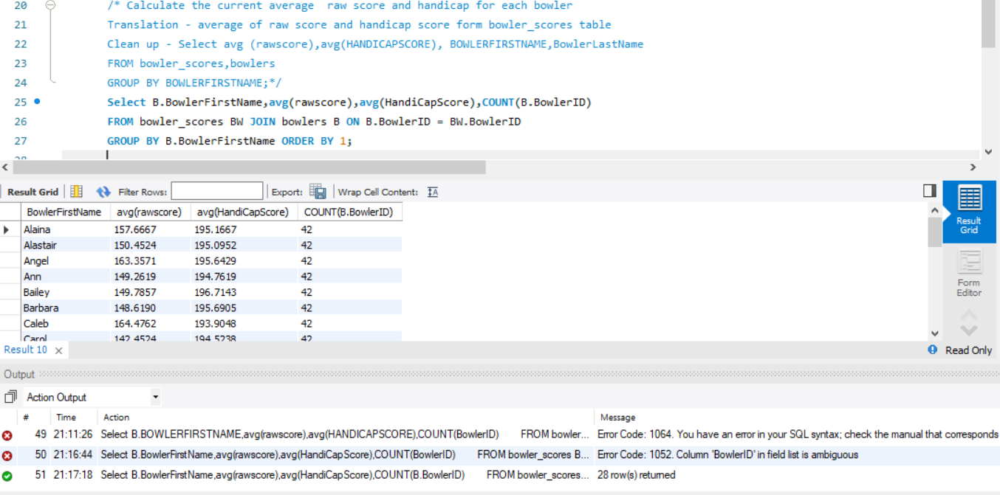 20 /* Calculate the current average  raw score and handicap for each bowler
21 Translation - average of raw score and handicap score form bowler_scores table
22 Clean up - Select avg (rawscore),avg(HANDICAPSCORE), BOWLERFIRSTNAME,BowlerLastName
23 FROM bowler_scores,bowlers
24 GROUP BY BOWLERFIRSTNAME;*/
25 Select B.BowlerFirstName,avg(rawscore),avg(HandiCapScore),COUNT(B.BowlerID)
26 FROM bowler_scores BW JOIN bowlers B ON B.BowlerID = BW.BowlerID
27 GROUP BY B.BowlerFirstName ORDER BY 1;
Result Grid Filter Rows: Export: Wrap Cell Content:
BowlerFirstName avg(rawscore) avg(HandiCapScore) COUNT(B.BowlerID)
Alaina 157.6667 195.1667 42
Alastair 150.4524 195.0952 42
Angel 163.3571 195.6429 42
Ann 149.2619 194.7619 42
Bailey 149.7857 196.7143 42
Barbara 148.6190 195.6905 42
Caleb 164.4762 193.9048 42
Carol 142.4524 194.5238 42
Result
Grid
Form
Editor
Result 10 Read Only
Output
Action Output
# Time Action Message
49 21:11:26 Select B.BOWLERFIRSTNAME,avg(rawscore),avg(HANDICAPSCORE),COUNT(BowlerID) FROM bowler... Error Code: 1064. You have an error in your SQL syntax; check the manual that corresponds
50 21:16:44 Select B.BowlerFirstName,avg(rawscore),avg(HandiCapScore),COUNT(BowlerID) FROM bowler_scores B... Error Code: 1052. Column 'BowlerID' in field list is ambiguous
51 21:17:18 Select B.BowlerFirstName,avg(rawscore),avg(HandiCapScore),COUNT(B.BowlerID) FROM bowler_scores... 28 row(s) returned